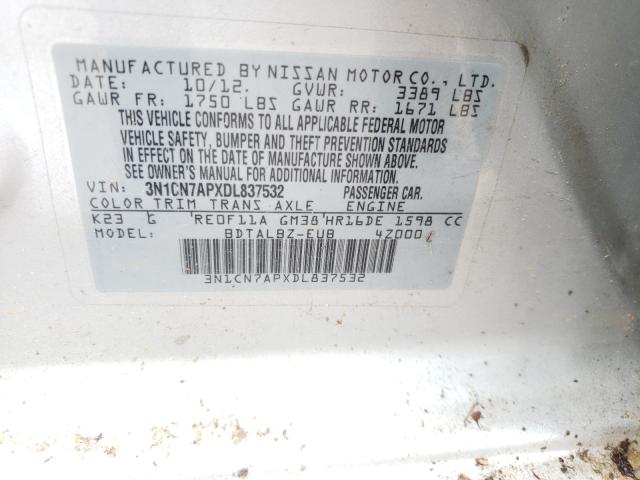 MANUFACTURED BY NISSAN MOTOR CO., LTD.
DATE: 10/12. GVWR: 3389 LBS
GAWR FR: 1750 LBS GAWR RR: 1671 LBS
THIS VEHICLE CONFORMS TO ALL APPLICABLE FEDERAL MOTOR
VEHICLE SAFETY, BUMPER AND THEFT PREVENTION STANDARDS
IN EFFECT ON THE DATE OF MANUFACTURE SHOWN ABOVE.
SEE OWNER'S MANUAL FOR ADDITIONAL INFORMATION.
VIN: 3N1CN7APXDL837532 PASSENGER CAR.
COLOR TRIM TRANS AXLE ENGINE
K23 G RE0F11A GM38 HR16DE 1598 CC
MODEL: BDTALBZ-EUB 4Z000
3N1CN7APXDL837532